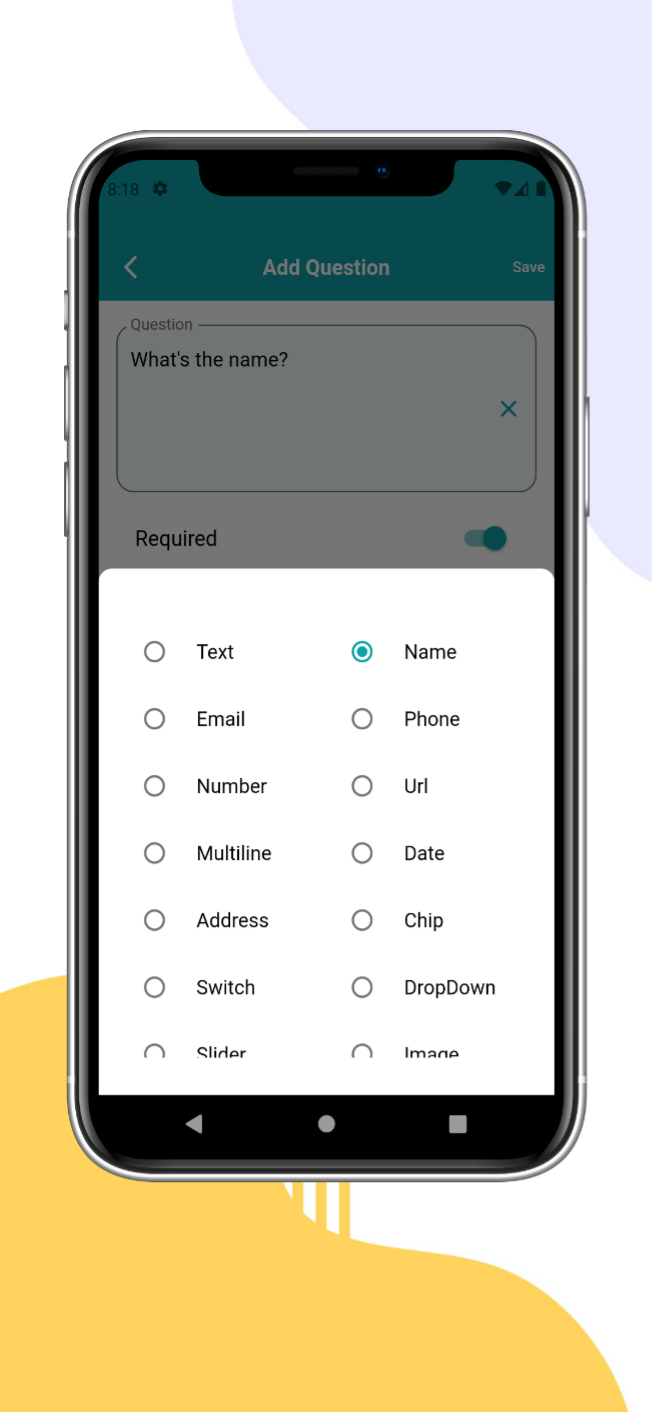 8:18
Add Question
Save
Question
What's the name?
Required
Text
Name
Email
Phone
Number
Url
Multiline
Date
Address
Chip
Switch
DropDown
Slider
Image